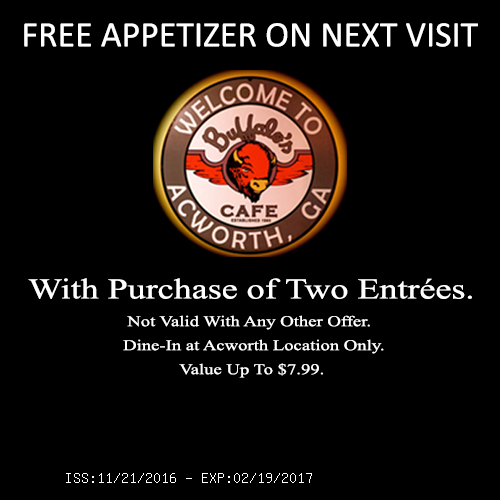 FREE APPETIZER ON NEXT VISIT
WELCOME TO
Buffalo's
CAFE
ESTABLISHED 1985
ACWORTH, GA
With Purchase of Two Entrées.
Not Valid With Any Other Offer.
Dine-In at Acworth Location Only.
Value Up To $7.99.
ISS:11/21/2016 - EXP:02/19/2017